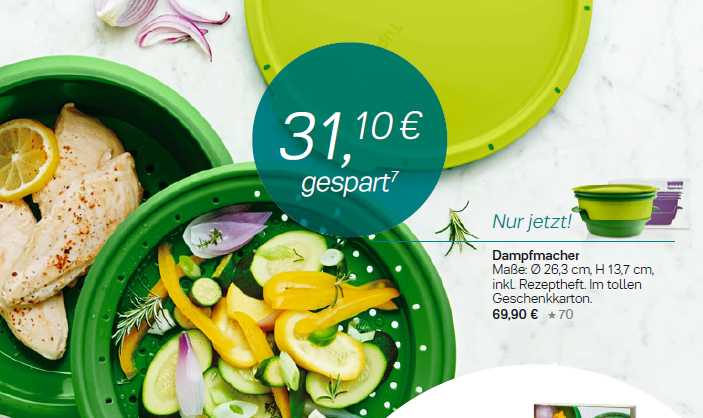 31,10 €
gespart7
Nur jetzt!
Dampfmacher
Maße: Ø 26,3 cm, H 13,7 cm,
inkl. Rezeptheft. Im tollen
Geschenkkarton.
69,90 € ★70